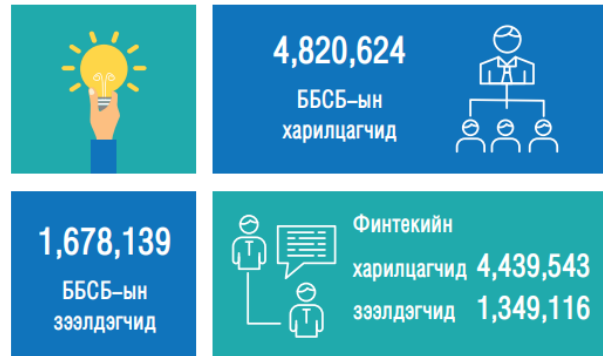 4,820,624
ББСБ–ын
харилцагчид
1,678,139
ББСБ–ын
зээлдэгчид
Финтекийн
харилцагчид 4,439,543
зээлдэгчид 1,349,116